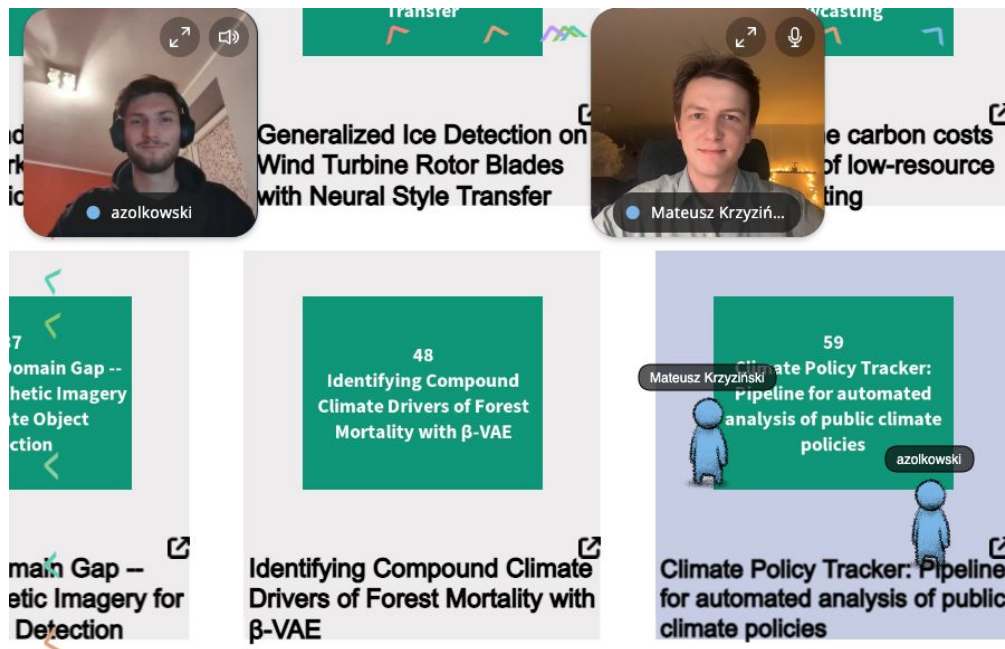 Transfer
wcasting
azolkowski
Mateusz Krzyziń...
Generalized Ice Detection on
Wind Turbine Rotor Blades
with Neural Style Transfer
e carbon costs
of low-resource
ting
37
Domain Gap --
hetic Imagery
ate Object
ction
48
Identifying Compound
Climate Drivers of Forest
Mortality with β-VAE
59
Climate Policy Tracker:
Pipeline for automated
analysis of public climate
policies
Mateusz Krzyziński
azolkowski
main Gap --
etic Imagery for
Detection
Identifying Compound Climate
Drivers of Forest Mortality with
β-VAE
Climate Policy Tracker: Pipeline
for automated analysis of public
climate policies